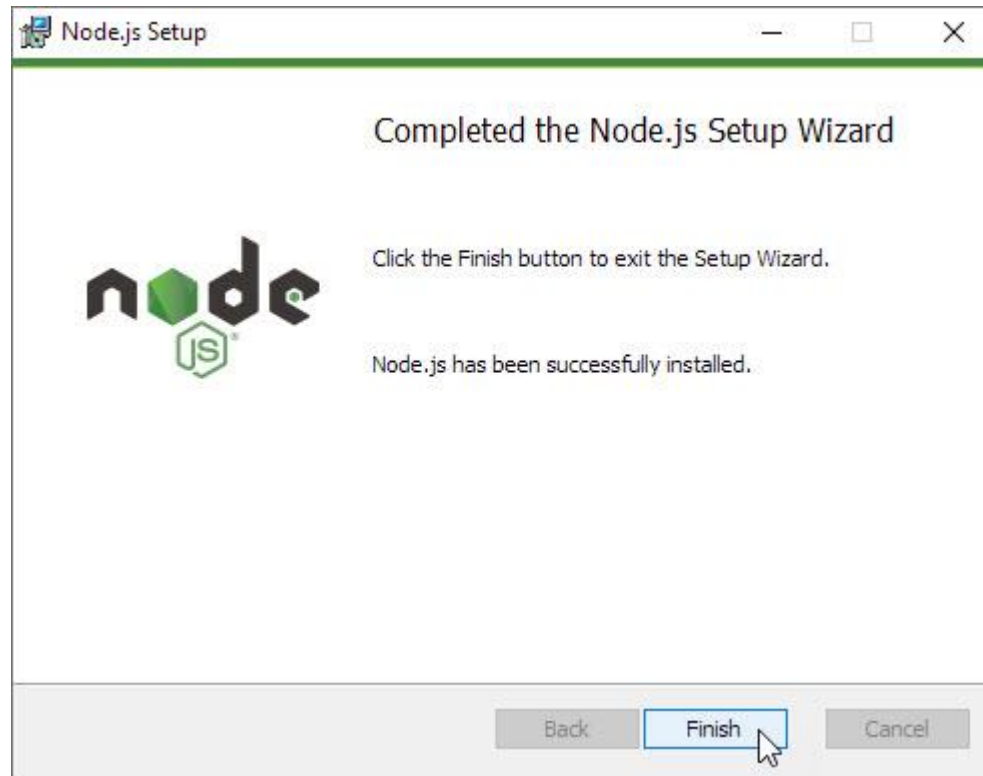 Node.js Setup
Completed the Node.js Setup Wizard
Click the Finish button to exit the Setup Wizard.
node
JS
Node.js has been successfully installed.
Back Finish Cancel